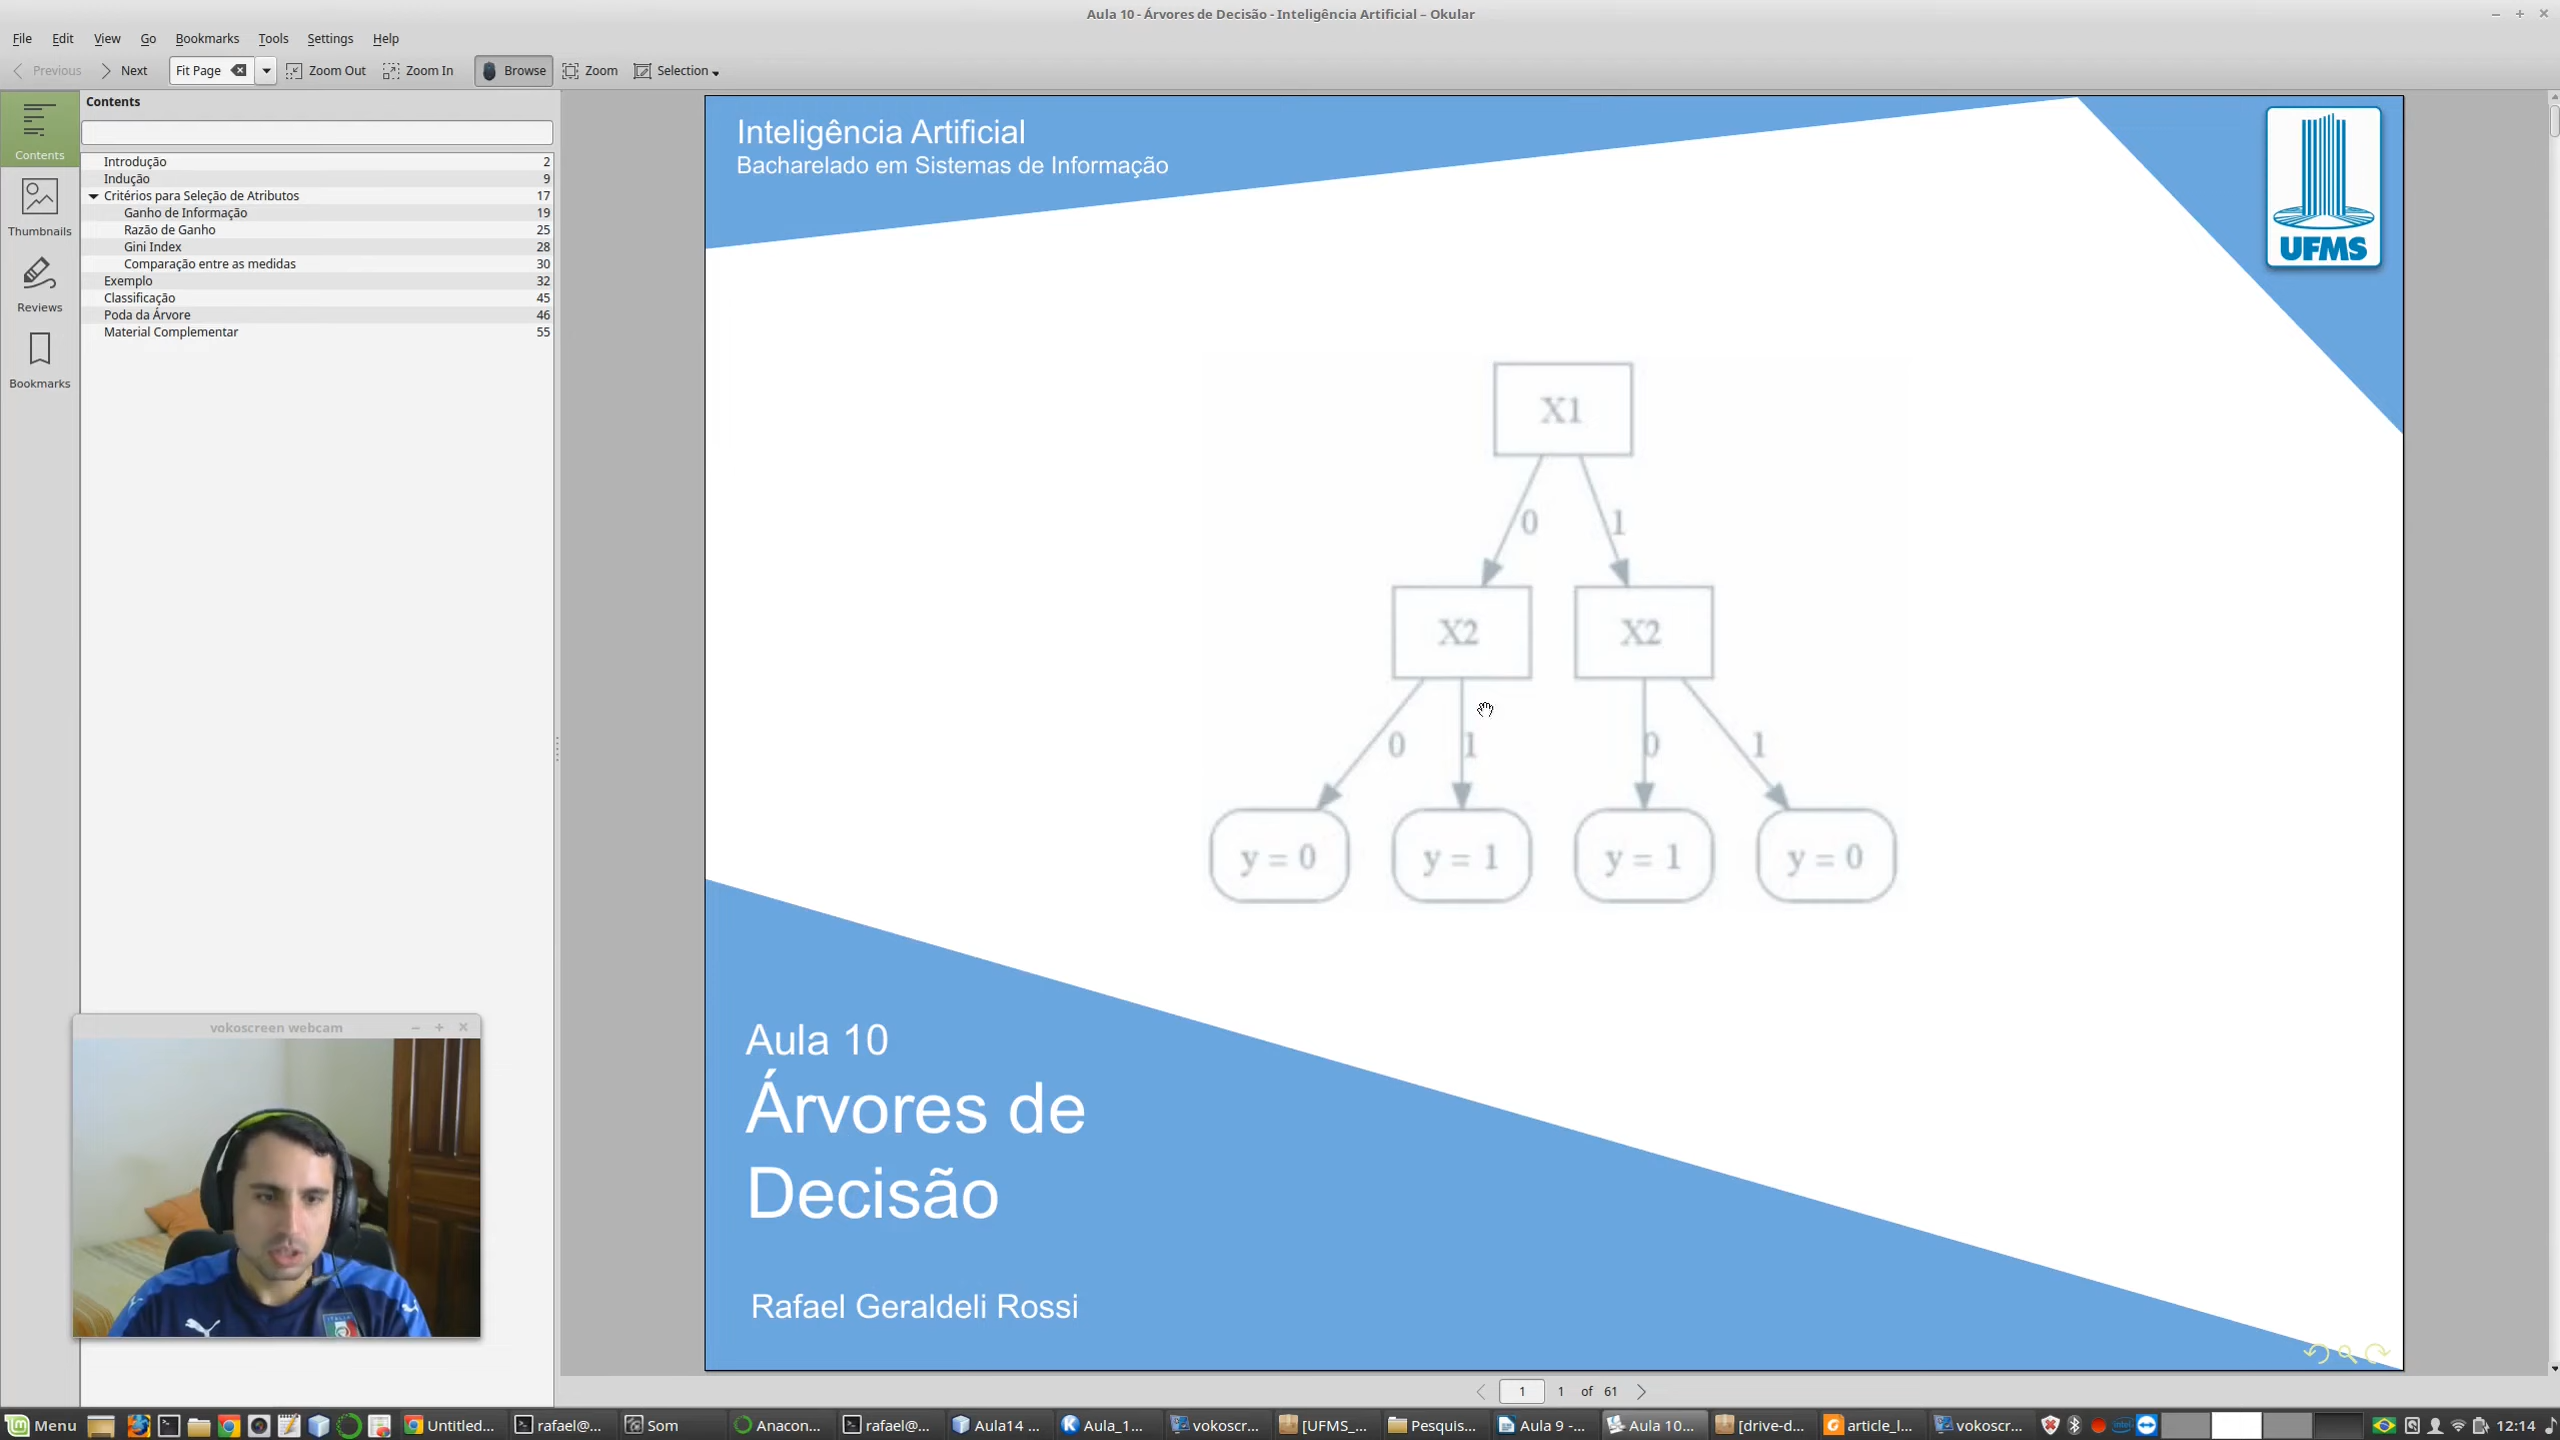 Aula 10 - Árvores de Decisão - Inteligência Artificial – Okular
File Edit View Go Bookmarks Tools Settings Help
Previous Next Fit Page Zoom Out Zoom In Browse Zoom Selection
Contents
Contents
Thumbnails
Reviews
Bookmarks
Introdução 2
Indução 9
Critérios para Seleção de Atributos 17
Ganho de Informação 19
Razão de Ganho 25
Gini Index 28
Comparação entre as medidas 30
Exemplo 32
Classificação 45
Poda da Árvore 46
Material Complementar 55
Inteligência Artificial
Bacharelado em Sistemas de Informação
UFMS
X1
0 1
X2 X2
0 1 0 1
y = 0 y = 1 y = 1 y = 0
Aula 10
Árvores de
Decisão
Rafael Geraldeli Rossi
vokoscreen webcam
ITALIA
1 1 of 61
Menu Untitled... rafael@... Som Anacon... rafael@... Aula14 ... Aula_1... vokoscr... [UFMS_... Pesquis... Aula 9 -... Aula 10... [drive-d... article_l... vokoscr... 12:14